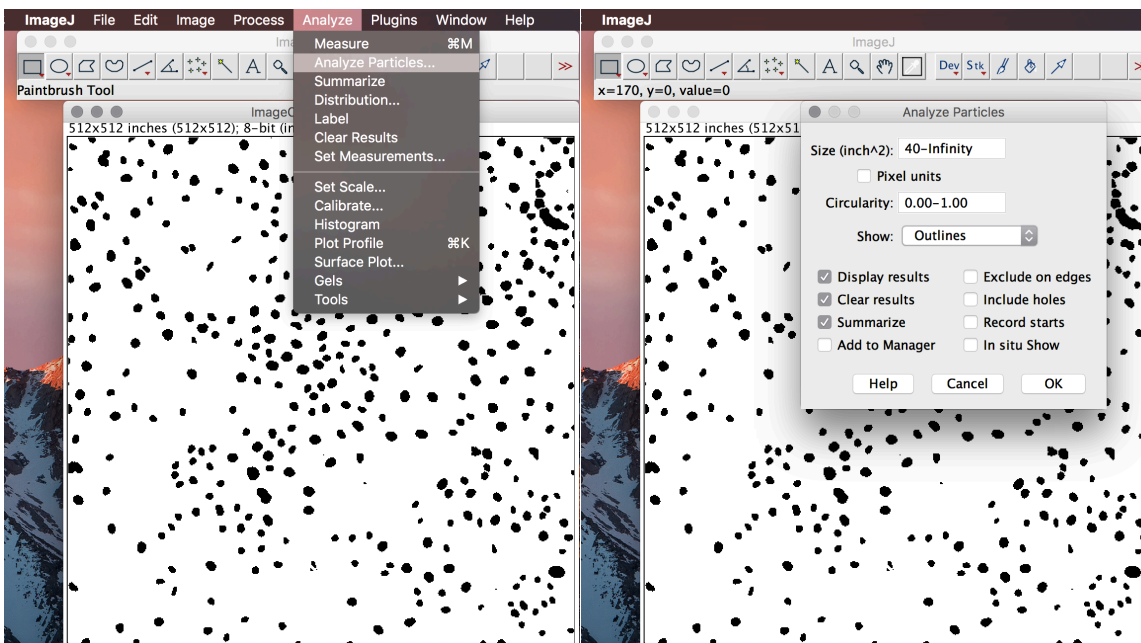 ImageJ File Edit Image Process Analyze Plugins Window Help
Paintbrush Tool
512x512 inches (512x512); 8-bit (in
Measure ⌘M
Analyze Particles...
Summarize
Distribution...
Label
Clear Results
Set Measurements...
Set Scale...
Calibrate...
Histogram
Plot Profile ⌘K
Surface Plot...
Gels
Tools
ImageJ
ImageJ
A Dev Stk
x=170, y=0, value=0
512x512 inches (512x51
Analyze Particles
Size (inch^2): 40-Infinity
Pixel units
Circularity: 0.00-1.00
Show: Outlines
Display results Exclude on edges
Clear results Include holes
Summarize Record starts
Add to Manager In situ Show
Help Cancel OK